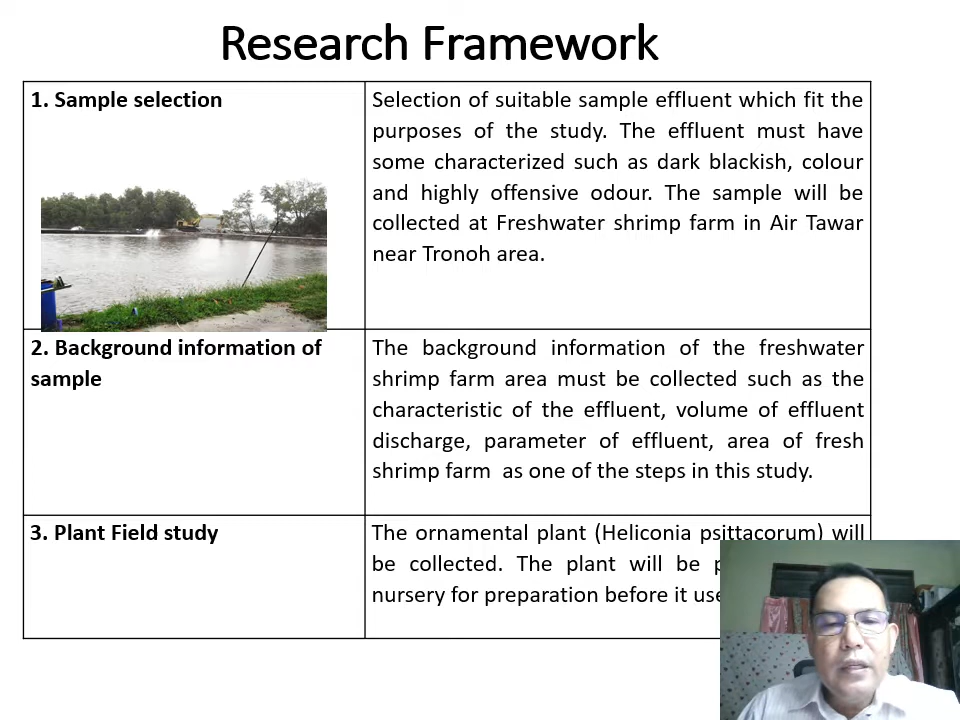 Research Framework
1. Sample selection
Selection of suitable sample effluent which fit the
purposes of the study. The effluent must have
some characterized such as dark blackish, colour
and highly offensive odour. The sample will be
collected at Freshwater shrimp farm in Air Tawar
near Tronoh area.
2. Background information of
sample
The background information of the freshwater
shrimp farm area must be collected such as the
characteristic of the effluent, volume of effluent
discharge, parameter of effluent, area of fresh
shrimp farm as one of the steps in this study.
3. Plant Field study
The ornamental plant (Heliconia psittacorum) will
be collected. The plant will be
nursery for preparation before it